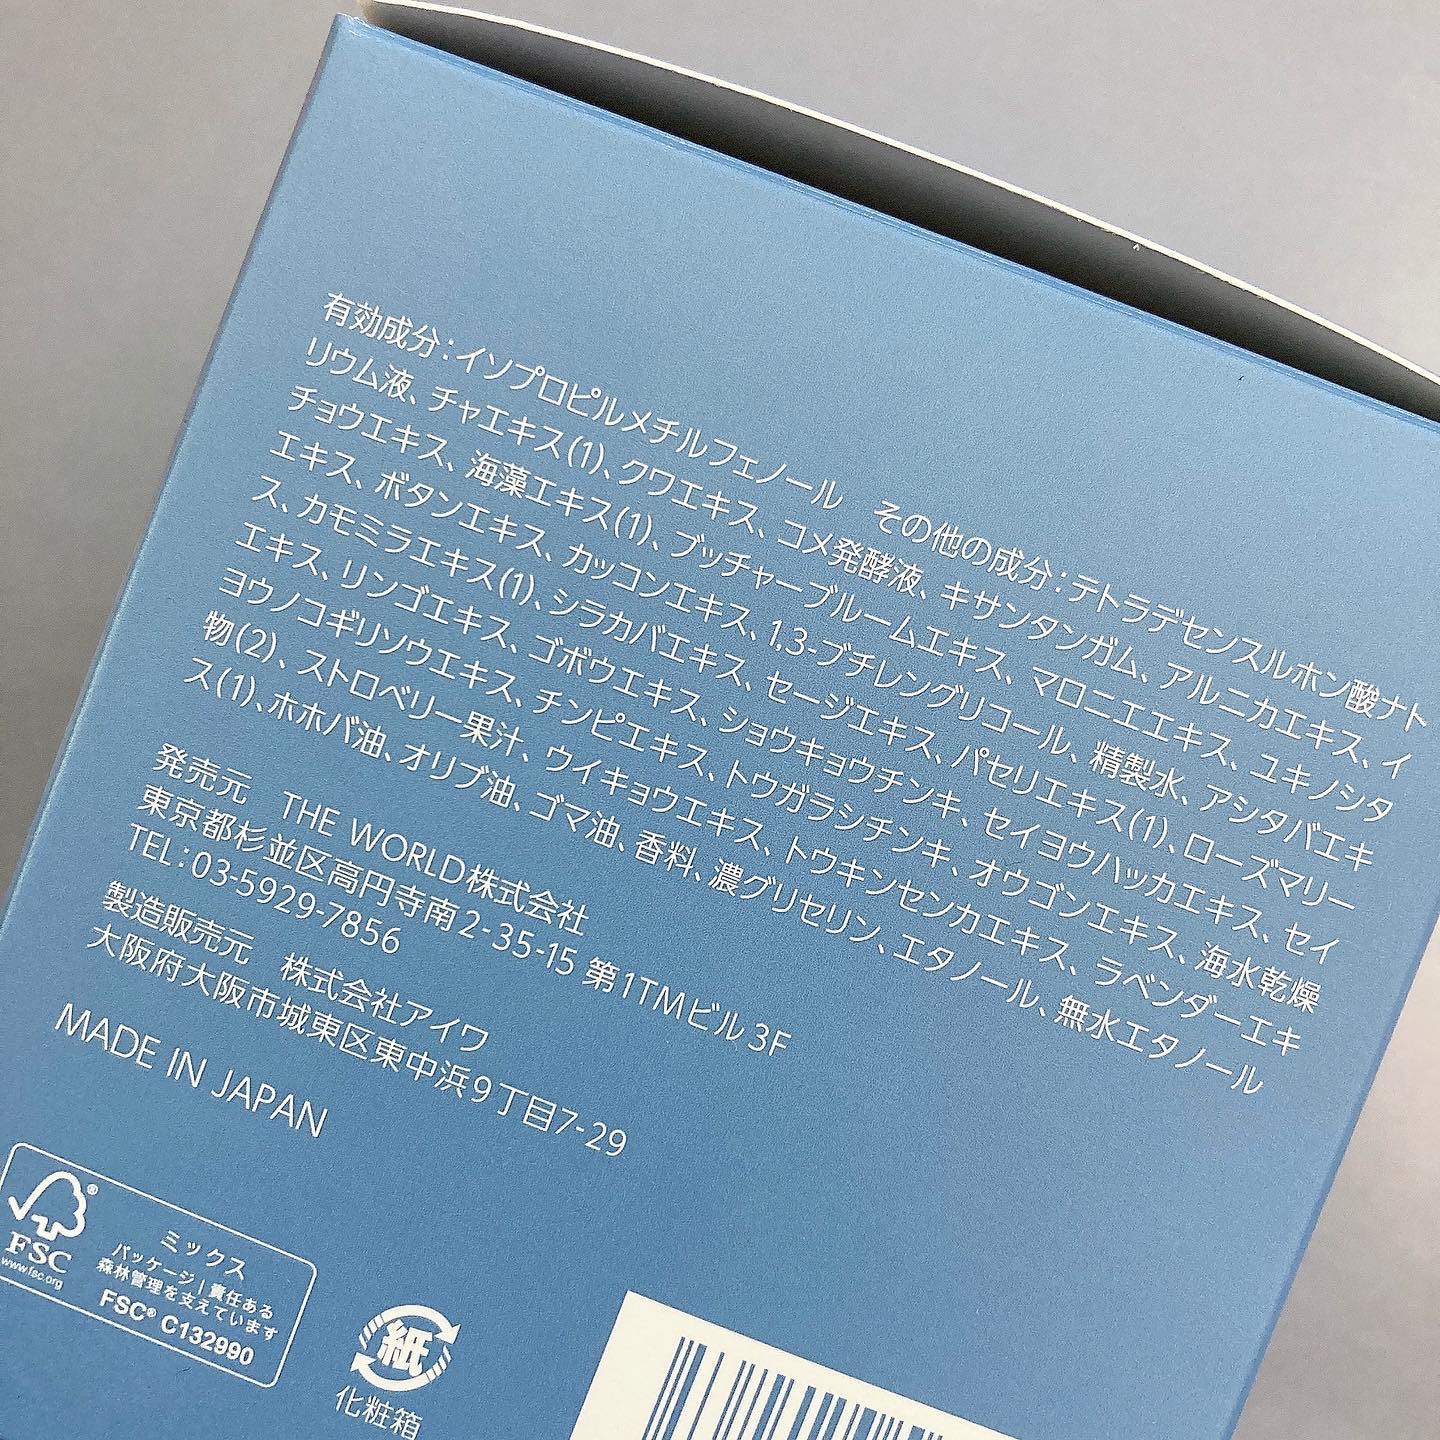 有効成分：イソプロピルメチルフェノール　その他の成分：テトラデセンスルホン酸ナト
リウム液、チャエキス(1)、クワエキス、コメ発酵液、キサンタンガム、アルニカエキス、イ
チョウエキス、海藻エキス(1)、ブッチャーブルームエキス、マロニエエキス、ユキノシタ
エキス、ボタンエキス、カッコンエキス、1,3-ブチレングリコール、精製水、アシタバエキ
ス、カモミラエキス(1)、シラカバエキス、セージエキス、パセリエキス(1)、ローズマリー
エキス、リンゴエキス、ゴボウエキス、ショウキョウチンキ、セイヨウハッカエキス、セイ
ヨウノコギリソウエキス、チンピエキス、トウガラシチンキ、オウゴンエキス、海水乾燥
物(2)、ストロベリー果汁、ウイキョウエキス、トウキンセンカエキス、ラベンダーエキ
ス(1)、ホホバ油、オリブ油、ゴマ油、香料、濃グリセリン、エタノール、無水エタノール
発売元　THE WORLD株式会社
東京都杉並区高円寺南2-35-15 第1TMビル3F
TEL：03-5929-7856
製造販売元　株式会社アイワ
大阪府大阪市城東区東中浜9丁目7-29
MADE IN JAPAN
FSC®
www.fsc.org
ミックス
パッケージ|責任ある
森林管理を支えています
FSC® C132990
紙
化粧箱